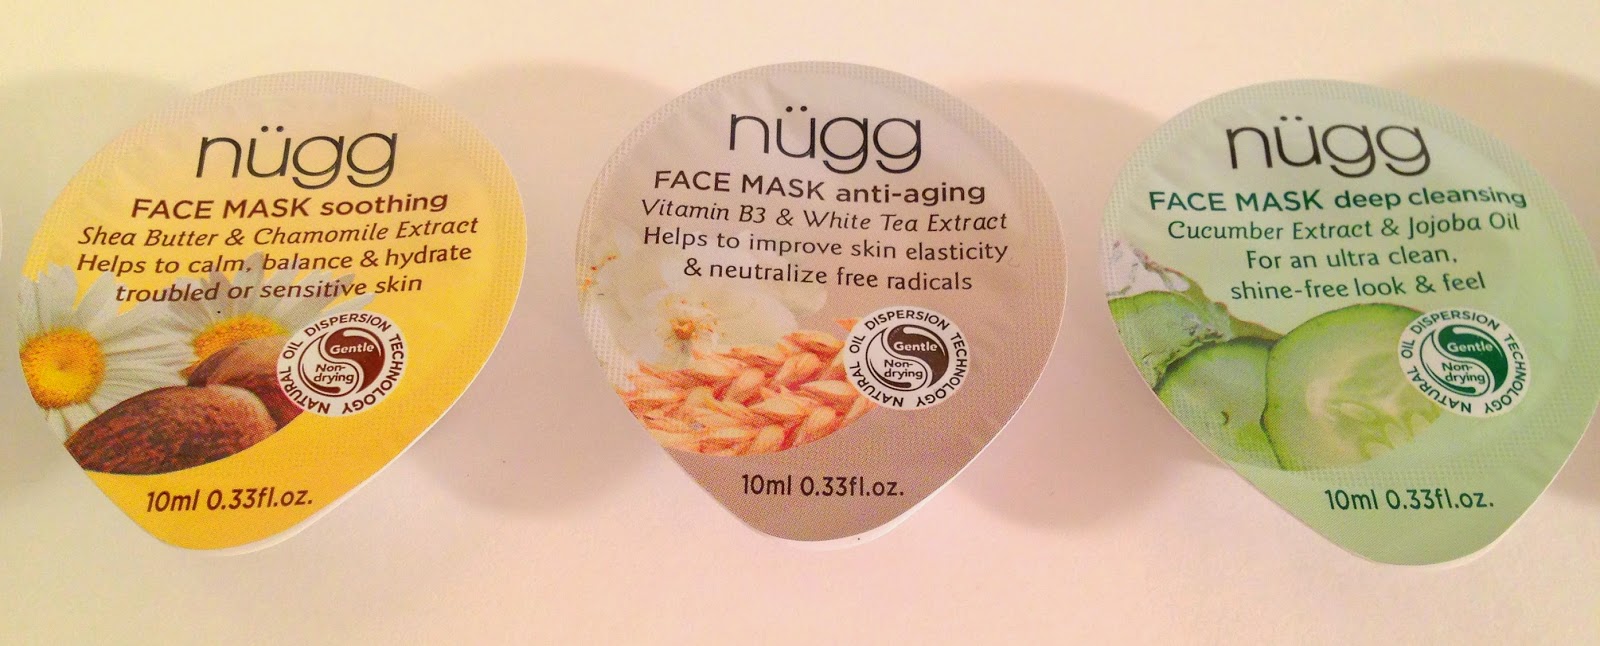 nügg
FACE MASK soothing
Shea Butter & Chamomile Extract
Helps to calm, balance & hydrate
troubled or sensitive skin
NATURAL OIL DISPERSION TECHNOLOGY
Gentle
Non-
drying
10ml 0.33fl.oz.
nügg
FACE MASK anti-aging
Vitamin B3 & White Tea Extract
Helps to improve skin elasticity
& neutralize free radicals
NATURAL OIL DISPERSION TECHNOLOGY
Gentle
Non-
drying
10ml 0.33fl.oz.
nügg
FACE MASK deep cleansing
Cucumber Extract & Jojoba Oil
For an ultra clean,
shine-free look & feel
NATURAL OIL DISPERSION TECHNOLOGY
Gentle
Non-
drying
10ml 0.33fl.oz.